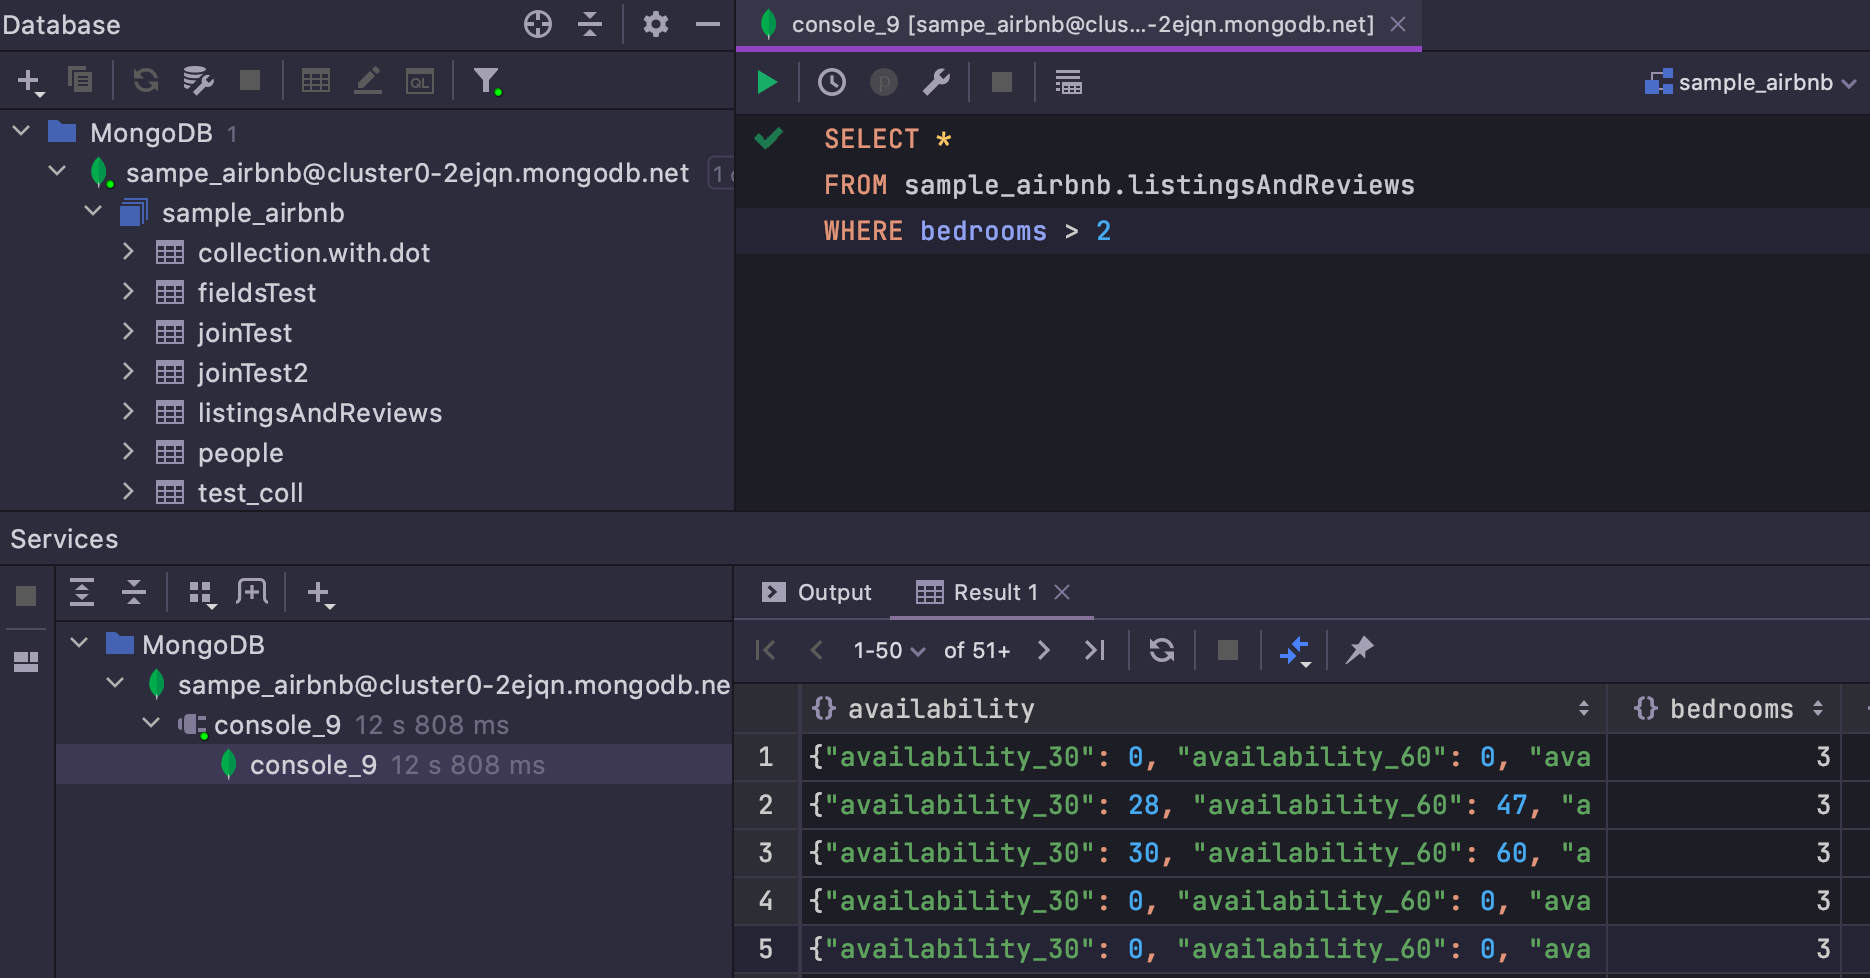 Database
MongoDB 1
sampe_airbnb@cluster0-2ejqn.mongodb.net 1
sample_airbnb
collection.with.dot
fieldsTest
joinTest
joinTest2
listingsAndReviews
people
test_coll
console_9 [sampe_airbnb@clus...-2ejqn.mongodb.net]
p
sample_airbnb
SELECT *
FROM sample_airbnb.listingsAndReviews
WHERE bedrooms > 2
Services
MongoDB
sampe_airbnb@cluster0-2ejqn.mongodb.ne
console_9 12 s 808 ms
console_9 12 s 808 ms
Output
Result 1
1-50 of 51+
{} availability {} bedrooms
1 {"availability_30": 0, "availability_60": 0, "ava 3
2 {"availability_30": 28, "availability_60": 47, "a 3
3 {"availability_30": 30, "availability_60": 60, "a 3
4 {"availability_30": 0, "availability_60": 0, "ava 3
5 {"availability_30": 0, "availability_60": 0, "ava 3